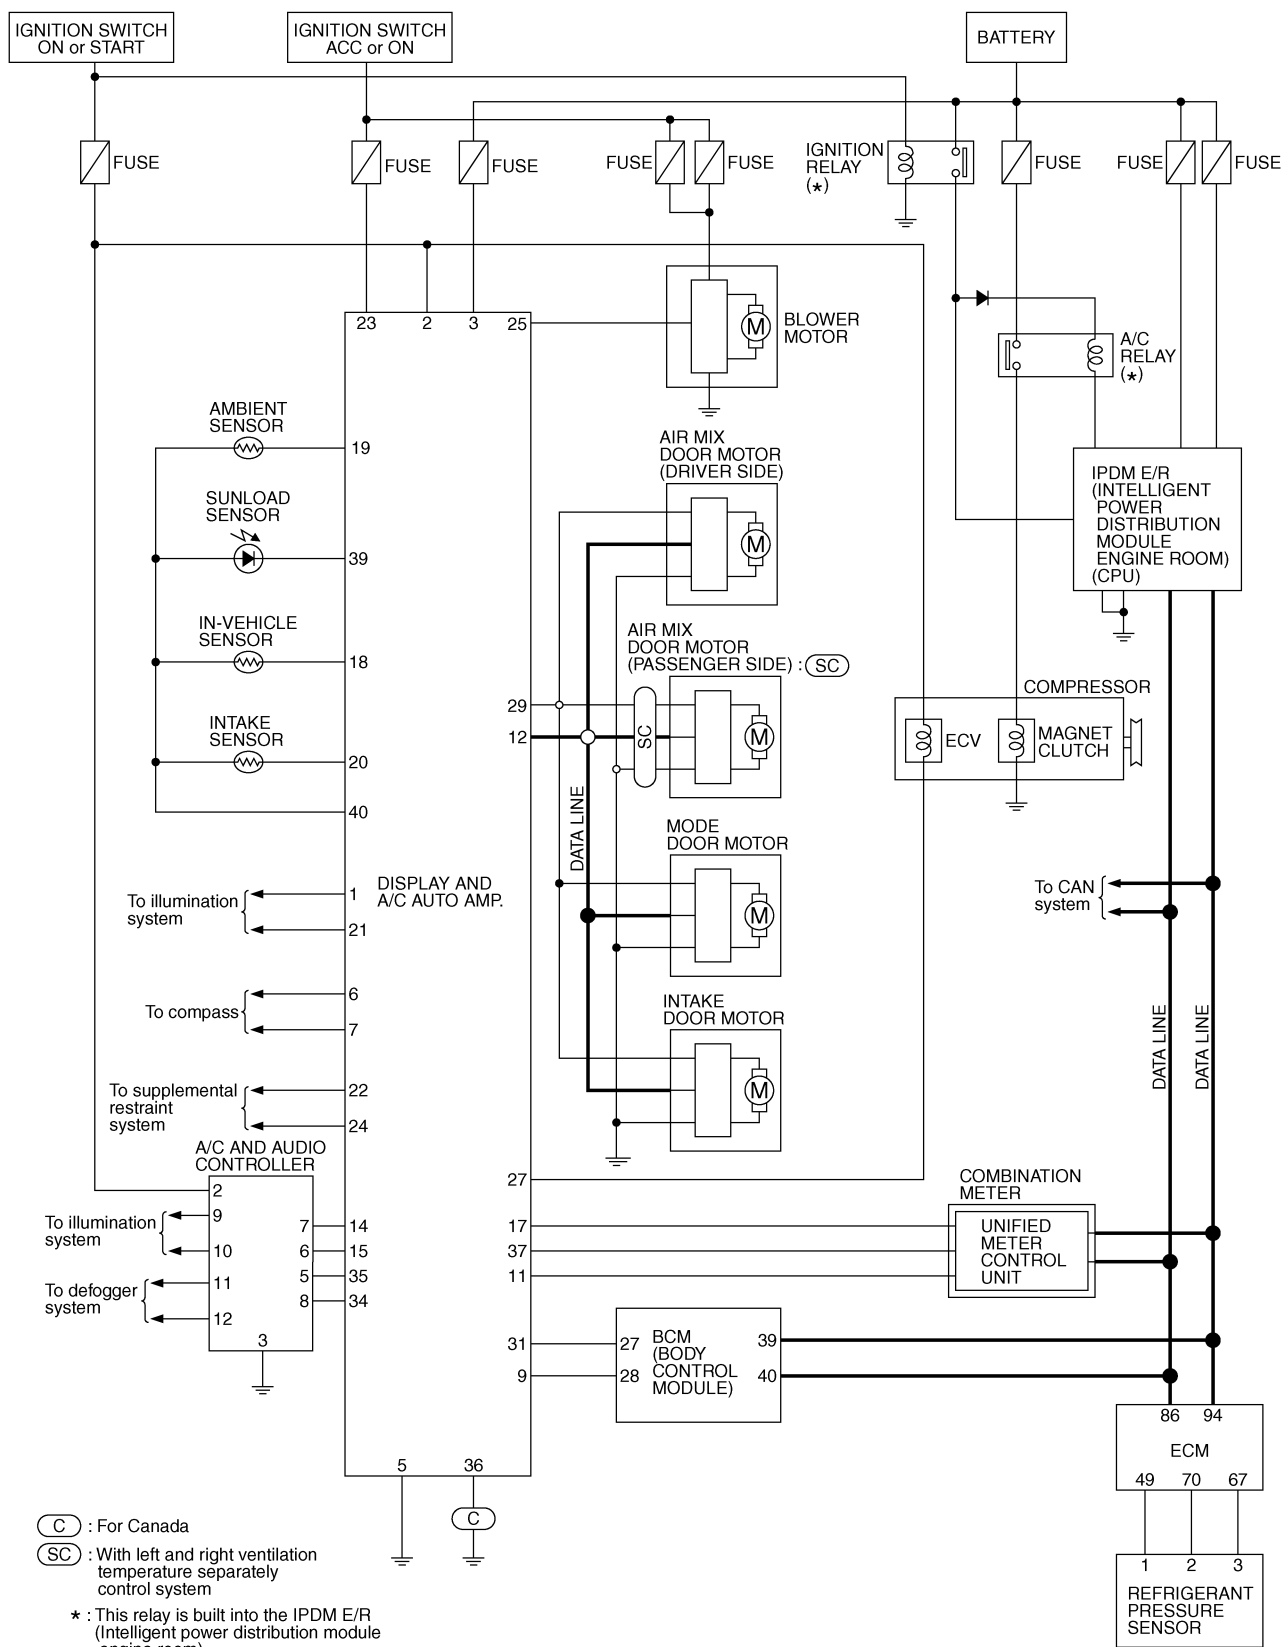 IGNITION SWITCH
ON or START
IGNITION SWITCH
ACC or ON
BATTERY
FUSE
FUSE
FUSE
FUSE
FUSE
IGNITION
RELAY
(*)
FUSE
FUSE
FUSE
23
2
3
25
BLOWER
MOTOR
A/C
RELAY
(*)
AMBIENT
SENSOR
19
AIR MIX
DOOR MOTOR
(DRIVER SIDE)
M
M
IPDM E/R
(INTELLIGENT
POWER
DISTRIBUTION
MODULE
ENGINE ROOM)
(CPU)
SUNLOAD
SENSOR
39
IN-VEHICLE
SENSOR
18
AIR MIX
DOOR MOTOR
(PASSENGER SIDE) : SC
29
12
SC
M
COMPRESSOR
ECV
MAGNET
CLUTCH
INTAKE
SENSOR
20
40
DATA LINE
MODE
DOOR MOTOR
M
DISPLAY AND
A/C AUTO AMP.
To illumination
system
1
21
To CAN
system
To compass
6
7
INTAKE
DOOR MOTOR
M
DATA LINE
DATA LINE
To supplemental
restraint
system
22
24
A/C AND AUDIO
CONTROLLER
2
9
10
11
12
3
7
6
5
8
14
15
35
34
To illumination
system
To defogger
system
27
17
37
11
COMBINATION
METER
UNIFIED
METER
CONTROL
UNIT
31
9
27
28
BCM
(BODY
CONTROL
MODULE)
39
40
86
94
ECM
49
70
67
1
2
3
REFRIGERANT
PRESSURE
SENSOR
5
36
C
C : For Canada
SC : With left and right ventilation
temperature separately
control system
* : This relay is built into the IPDM E/R
(Intelligent power distribution module
engine room)